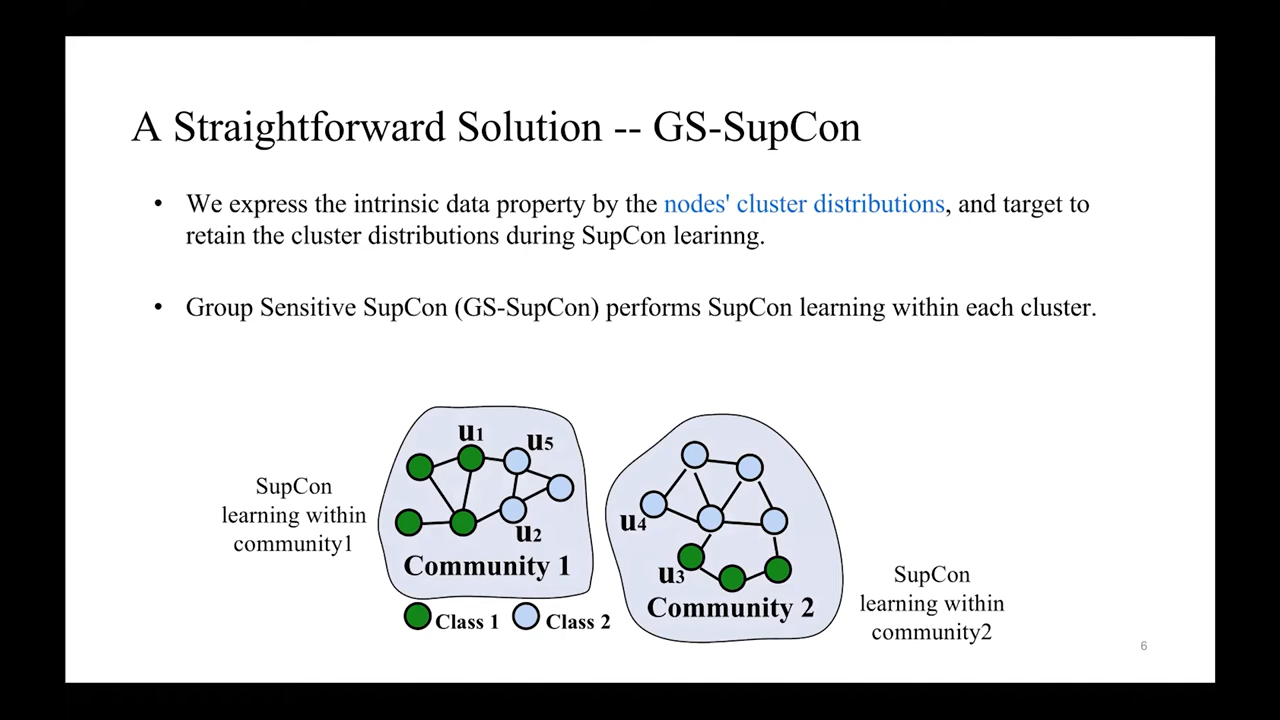 A Straightforward Solution -- GS-SupCon
• We express the intrinsic data property by the nodes' cluster distributions, and target to
retain the cluster distributions during SupCon learinng.
• Group Sensitive SupCon (GS-SupCon) performs SupCon learning within each cluster.
SupCon
learning within
community1
u1
u5
u2
Community 1
u4
u3
Community 2
Class 1
Class 2
SupCon
learning within
community2
6